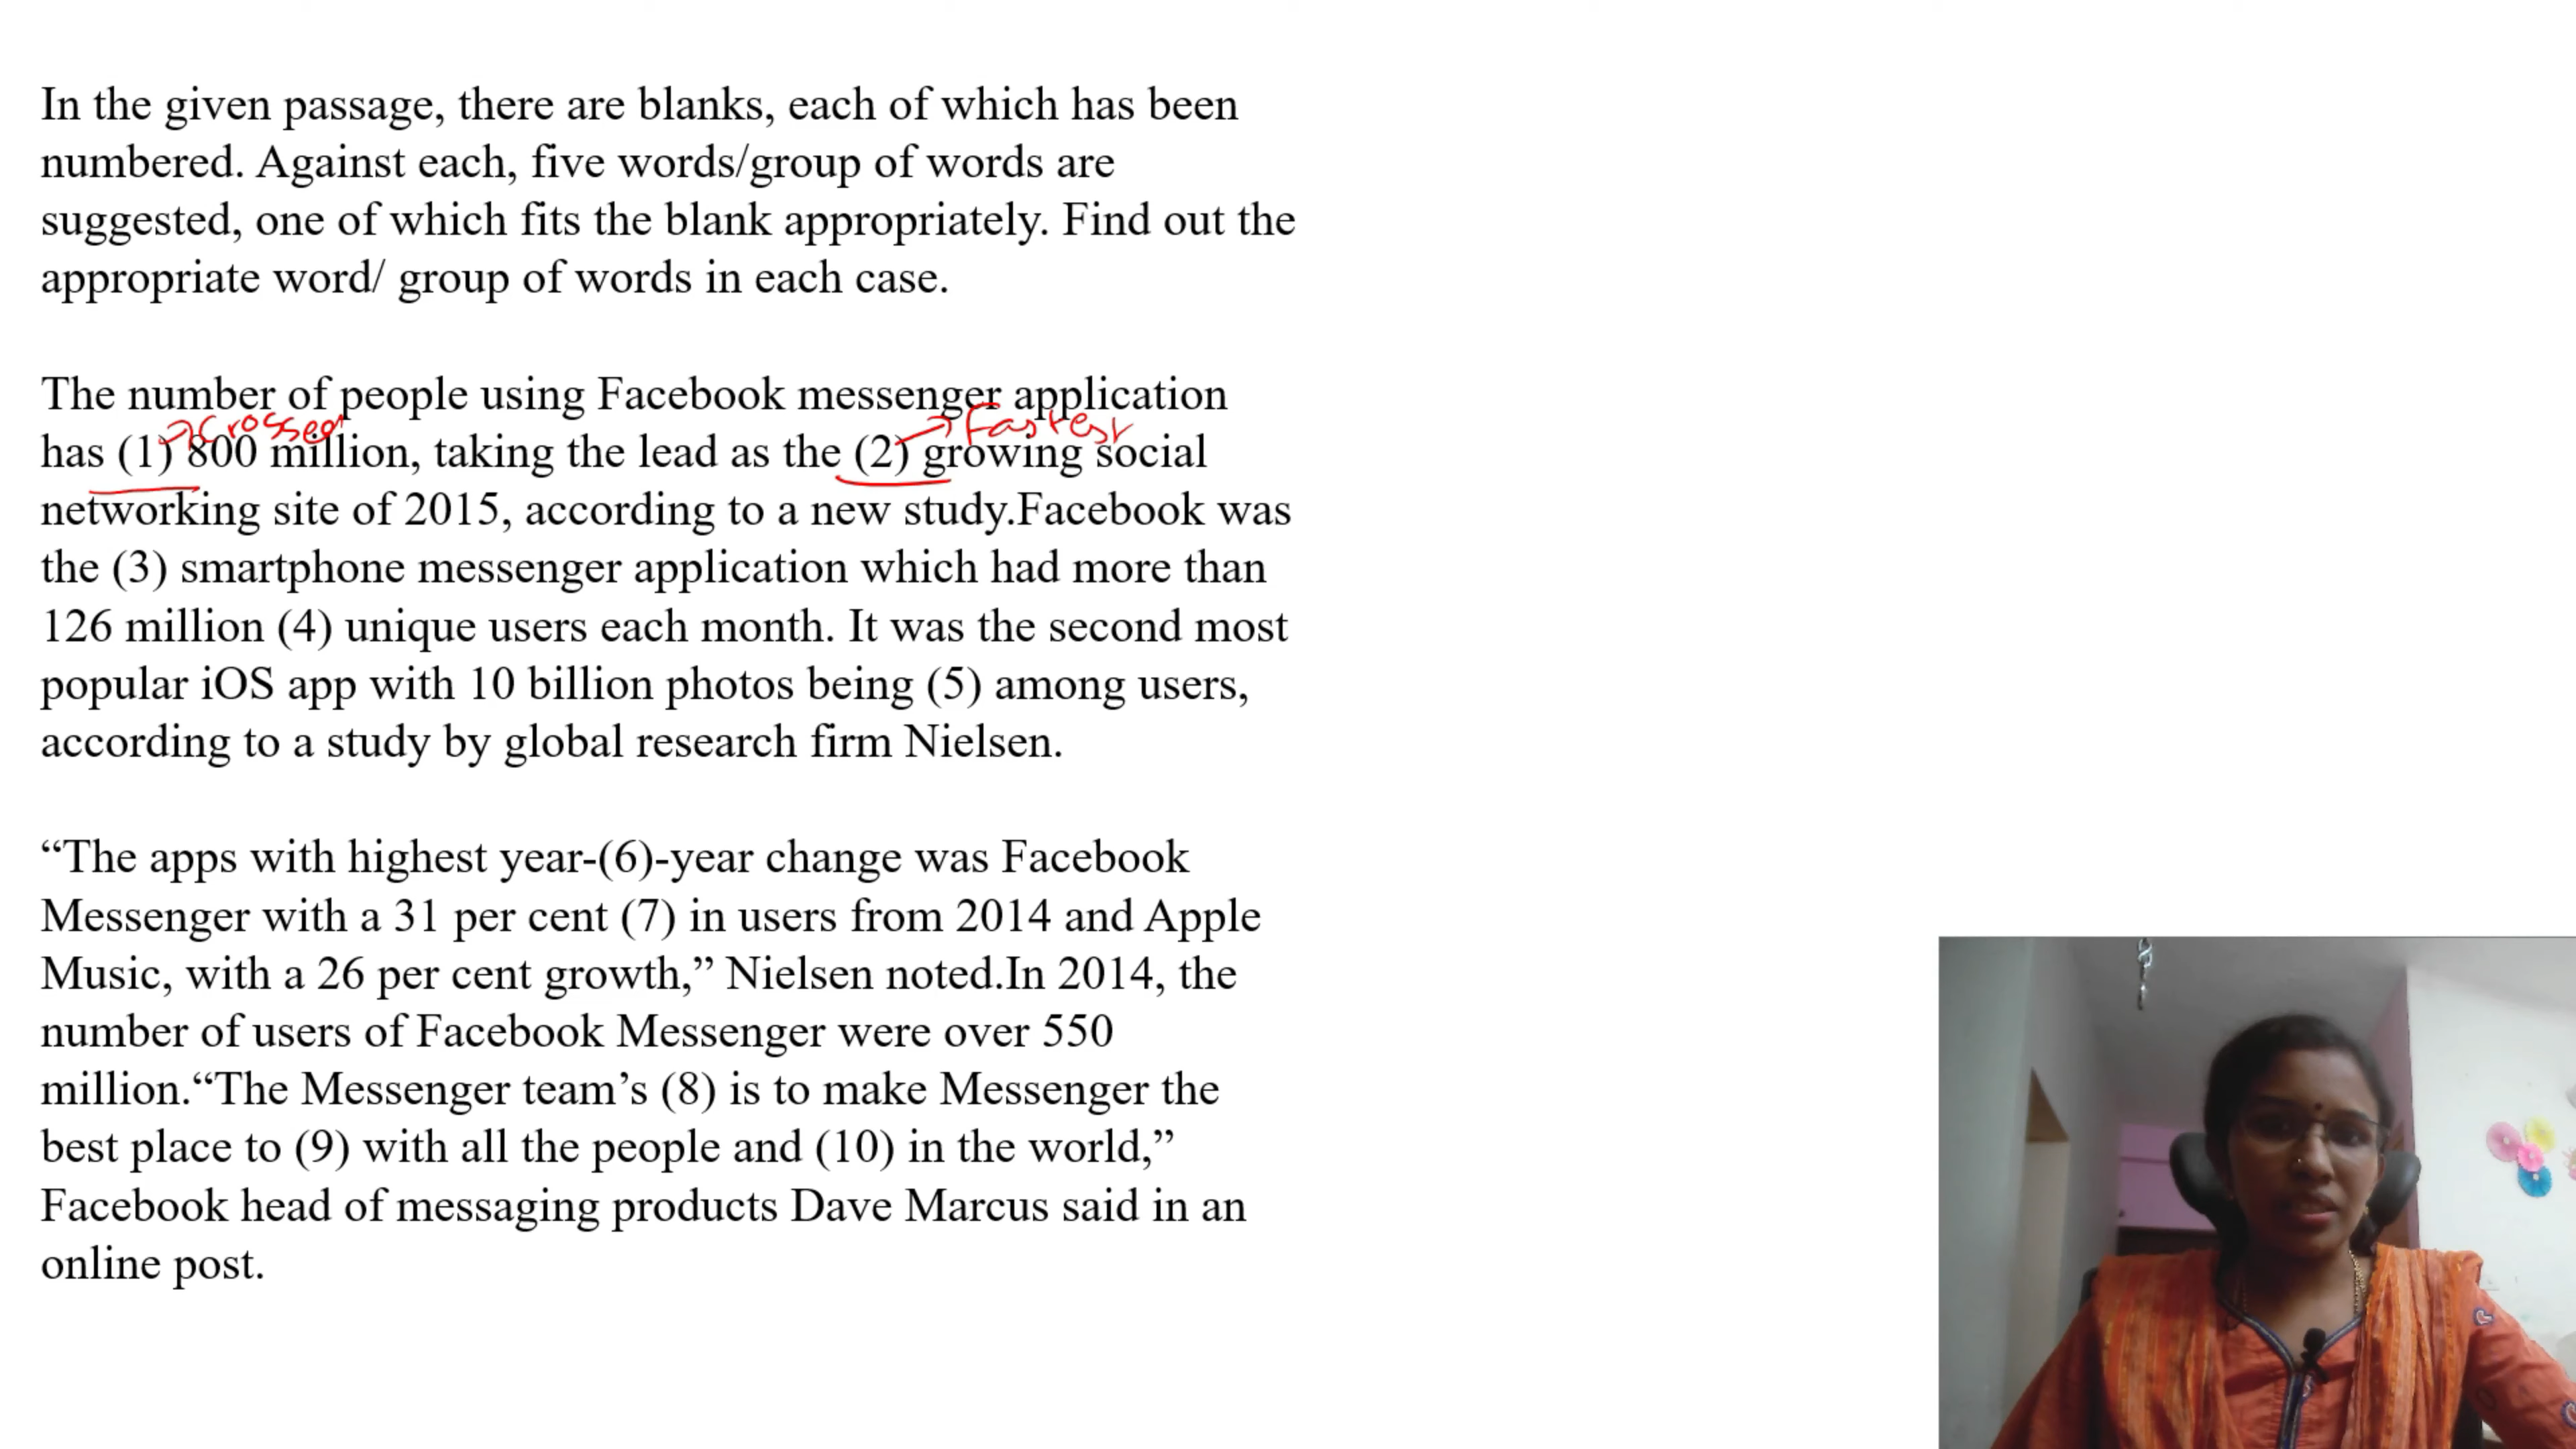 In the given passage, there are blanks, each of which has been
numbered. Against each, five words/group of words are
suggested, one of which fits the blank appropriately. Find out the
appropriate word/ group of words in each case.
The number of people using Facebook messenger application
crossed Fastest
has (1) 800 million, taking the lead as the (2) growing social
networking site of 2015, according to a new study.Facebook was
the (3) smartphone messenger application which had more than
126 million (4) unique users each month. It was the second most
popular iOS app with 10 billion photos being (5) among users,
according to a study by global research firm Nielsen.
“The apps with highest year-(6)-year change was Facebook
Messenger with a 31 per cent (7) in users from 2014 and Apple
Music, with a 26 per cent growth,” Nielsen noted.In 2014, the
number of users of Facebook Messenger were over 550
million.“The Messenger team’s (8) is to make Messenger the
best place to (9) with all the people and (10) in the world,”
Facebook head of messaging products Dave Marcus said in an
online post.